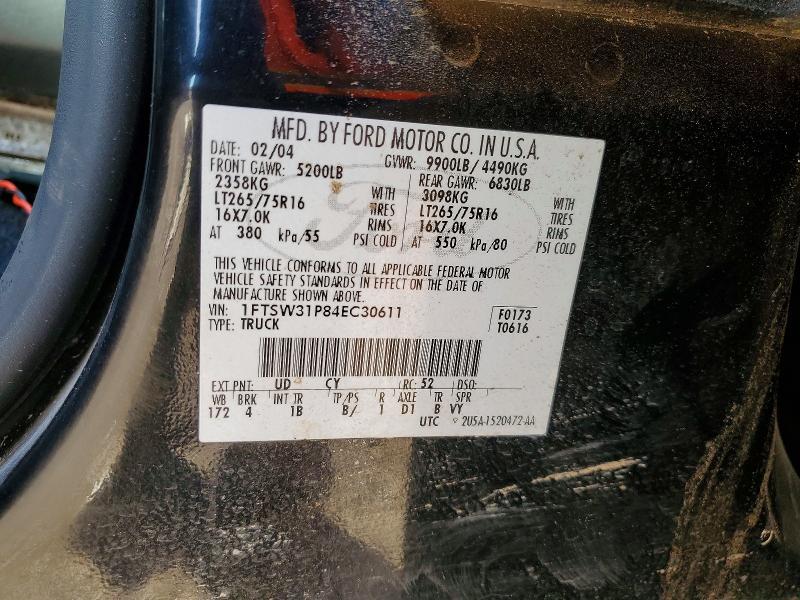 MFD. BY FORD MOTOR CO. IN U.S.A.
DATE: 02/04 GVWR: 9900LB / 4490KG
FRONT GAWR: 5200LB REAR GAWR: 6830LB
2358KG WITH 3098KG WITH
LT265/75R16 TIRES LT265/75R16 TIRES
16X7.0K RIMS 16X7.0K RIMS
AT 380 kPa/55 PSI COLD AT 550 kPa/80 PSI COLD
Ford
THIS VEHICLE CONFORMS TO ALL APPLICABLE FEDERAL MOTOR
VEHICLE SAFETY STANDARDS IN EFFECT ON THE DATE OF
MANUFACTURE SHOWN ABOVE.
VIN: 1FTSW31P84EC30611 F0173
TYPE: TRUCK T0616
EXT PNT: UD CY RC: 52 DSO:
WB BRK INT TR TP/PS R AXLE TR SPR
172 4 1B B/ 1 D1 B VY
UTC 2U5A-1520472-AA